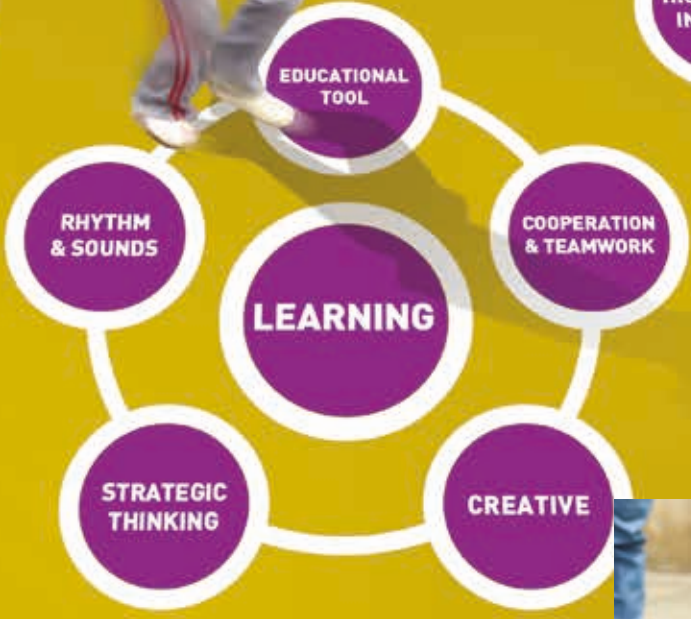 EDUCATIONAL
TOOL
RHYTHM
& SOUNDS
COOPERATION
& TEAMWORK
LEARNING
STRATEGIC
THINKING
CREATIVE